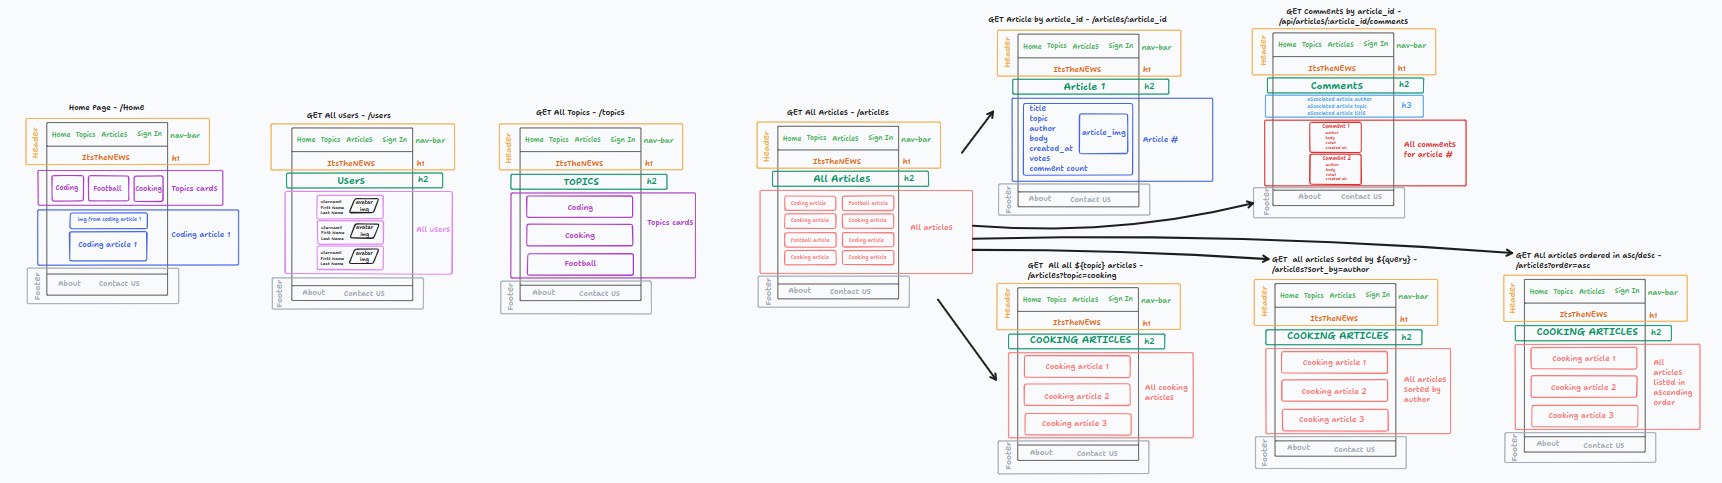 Home Page - /Home
Header
Home Topics Articles Sign In nav-bar
ItsTheNEWS h1
Coding Football Cooking Topics cards
img from coding article 1
Coding article 1 Coding article 1
Footer
About Contact US
GET All users - /users
Header
Home Topics Articles Sign In nav-bar
ItsTheNEWS h1
Users h2
username
First Name
Last Name
avatar
img
username
First Name
Last Name
avatar
img
username
First Name
Last Name
avatar
img
All users
Footer
About Contact US
GET All Topics - /topics
Header
Home Topics Articles Sign In nav-bar
ItsTheNEWS h1
TOPICS h2
Coding
Cooking
Football
Topics cards
Footer
About Contact US
GET All Articles - /articles
Header
Home Topics Articles Sign In nav-bar
ItsTheNEWS h1
All Articles h2
Coding article Football article
Cooking article Cooking article
Football article Coding article
Cooking article Cooking article
All articles
Footer
About Contact US
GET Article by article_id - /articles/:article_id
Header
Home Topics Articles Sign In nav-bar
ItsTheNEWS h1
Article 1 h2
title
topic
author
body
created_at
votes
comment count
article_img
Article #
Footer
About Contact US
GET Comments by article_id -
/api/articles/:article_id/comments
Header
Home Topics Articles Sign In nav-bar
ItsTheNEWS h1
Comments h2
associated article author
associated article topic
associated article title
h3
Comment 1
author
body
votes
created at
Comment 2
author
body
votes
created at
All comments
for article #
Footer
About Contact US
GET All all ${topic} articles -
/articles?topic=cooking
Header
Home Topics Articles Sign In nav-bar
ItsTheNEWS h1
COOKING ARTICLES h2
Cooking article 1
Cooking article 2
Cooking article 3
All cooking
articles
Footer
About Contact US
GET all articles sorted by ${query} -
/articles?sort_by=author
Header
Home Topics Articles Sign In nav-bar
ItsTheNEWS h1
COOKING ARTICLES h2
Cooking article 1
Cooking article 2
Cooking article 3
All articles
sorted by
author
Footer
About Contact US
GET All articles ordered in asc/desc -
/articles?order=asc
Header
Home Topics Articles Sign In nav-bar
ItsTheNEWS h1
COOKING ARTICLES h2
Cooking article 1
Cooking article 2
Cooking article 3
All
articles
listed in
ascending
order
Footer
About Contact US